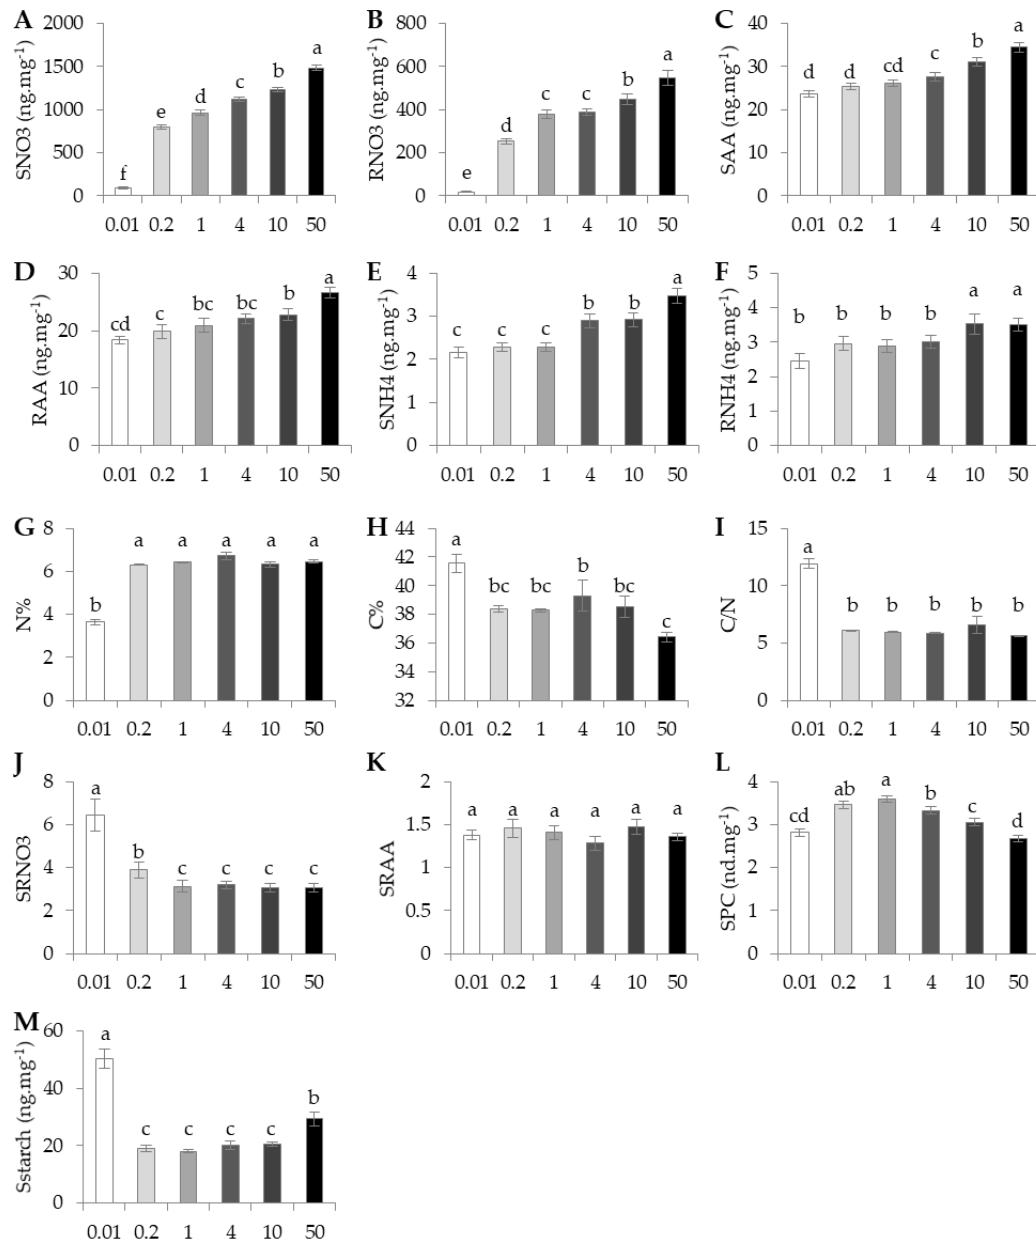 A
SNO3 (ng.mg-1)
2000
1500
1000
500
0
f
e
d
c
b
a
0.01 0.2 1 4 10 50
B
RNO3 (ng.mg-1)
800
600
400
200
0
e
d
c
c
b
a
0.01 0.2 1 4 10 50
C
SAA (ng.mg-1)
40
30
20
10
0
d
d
cd
c
b
a
0.01 0.2 1 4 10 50
D
RAA (ng.mg-1)
30
20
10
0
cd
c
bc
bc
b
a
0.01 0.2 1 4 10 50
E
SNH4 (ng.mg-1)
4
3
2
1
0
c
c
c
b
b
a
0.01 0.2 1 4 10 50
F
RNH4 (ng.mg-1)
5
4
3
2
1
0
b
b
b
b
a
a
0.01 0.2 1 4 10 50
G
N%
8
6
4
2
0
b
a
a
a
a
a
0.01 0.2 1 4 10 50
H
C%
44
42
40
38
36
34
32
a
bc
bc
b
bc
c
0.01 0.2 1 4 10 50
I
C/N
15
10
5
0
a
b
b
b
b
b
0.01 0.2 1 4 10 50
J
SRNO3
8
6
4
2
0
a
b
c
c
c
c
0.01 0.2 1 4 10 50
K
SRAA
2
1.5
1
0.5
0
a
a
a
a
a
a
0.01 0.2 1 4 10 50
L
SPC (nd.mg-1)
4
3
2
1
0
cd
ab
a
b
c
d
0.01 0.2 1 4 10 50
M
Sstarch (ng.mg-1)
60
40
20
0
a
c
c
c
c
b
0.01 0.2 1 4 10 50